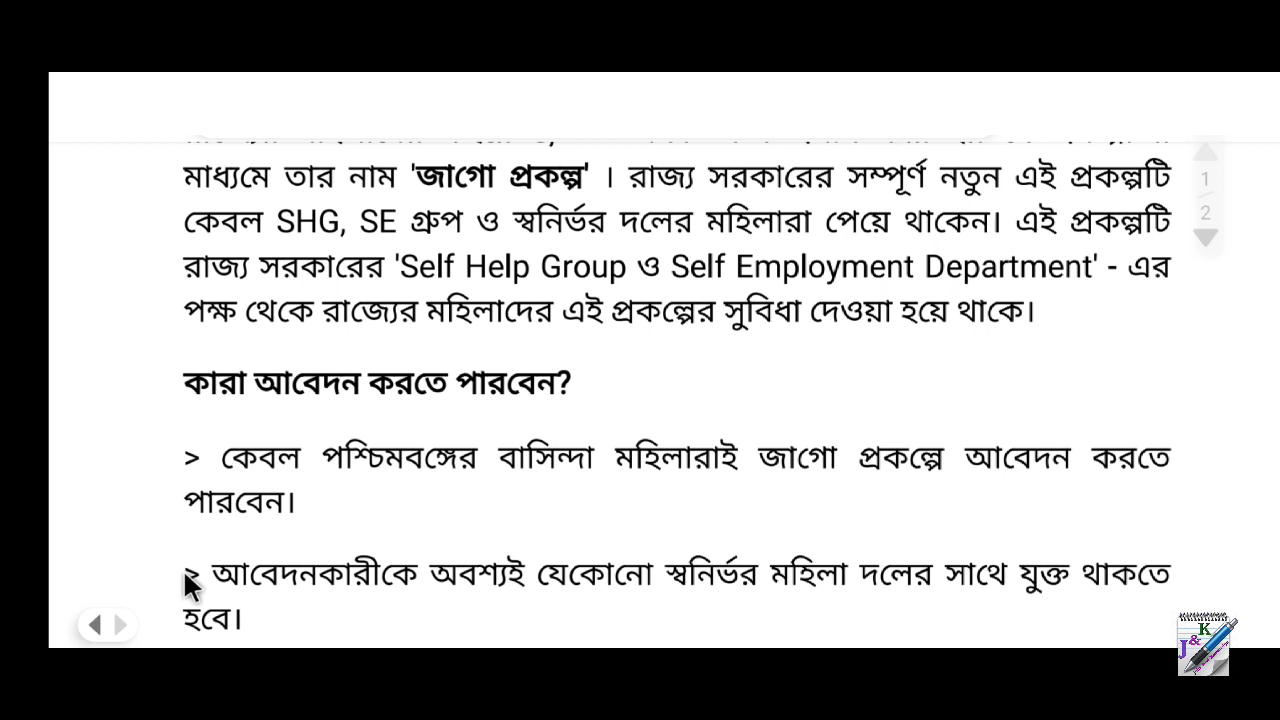 মাধ্যমে তার নাম 'জাগো প্রকল্প' । রাজ্য সরকারের সম্পূর্ণ নতুন এই প্রকল্পটি
কেবল SHG, SE গ্রুপ ও স্বনির্ভর দলের মহিলারা পেয়ে থাকেন। এই প্রকল্পটি
রাজ্য সরকারের 'Self Help Group ও Self Employment Department' - এর
পক্ষ থেকে রাজ্যের মহিলাদের এই প্রকল্পের সুবিধা দেওয়া হয়ে থাকে।
কারা আবেদন করতে পারবেন?
> কেবল পশ্চিমবঙ্গের বাসিন্দা মহিলারাই জাগো প্রকল্পে আবেদন করতে
পারবেন।
> আবেদনকারীকে অবশ্যই যেকোনো স্বনির্ভর মহিলা দলের সাথে যুক্ত থাকতে
হবে।
1
2
J&K